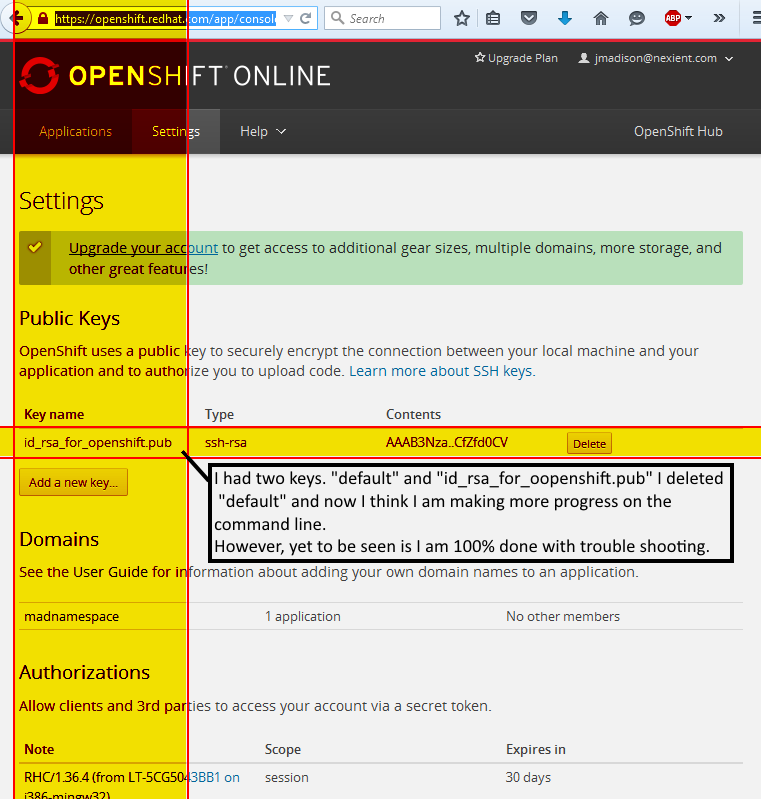 https://openshift.redhat.com/app/consol
Search
ABP
OPENSHIFT ONLINE
Upgrade Plan
jmadison@nexient.com
Applications
Settings
Help
OpenShift Hub
Settings
Upgrade your account to get access to additional gear sizes, multiple domains, more storage, and
other great features!
Public Keys
OpenShift uses a public key to securely encrypt the connection between your local machine and your
application and to authorize you to upload code. Learn more about SSH keys.
Key name Type Contents
id_rsa_for_openshift.pub ssh-rsa AAAB3Nza..CfZfd0CV Delete
Add a new key...
I had two keys. "default" and "id_rsa_for_oopenshift.pub" I deleted
"default" and now I think I am making more progress on the
command line.
However, yet to be seen is I am 100% done with trouble shooting.
Domains
See the User Guide for information about adding your own domain names to an application.
madnamespace 1 application No other members
Authorizations
Allow clients and 3rd parties to access your account via a secret token.
Note Scope Expires in
RHC/1.36.4 (from LT-5CG5043BB1 on session 30 days
i386-mingw32)